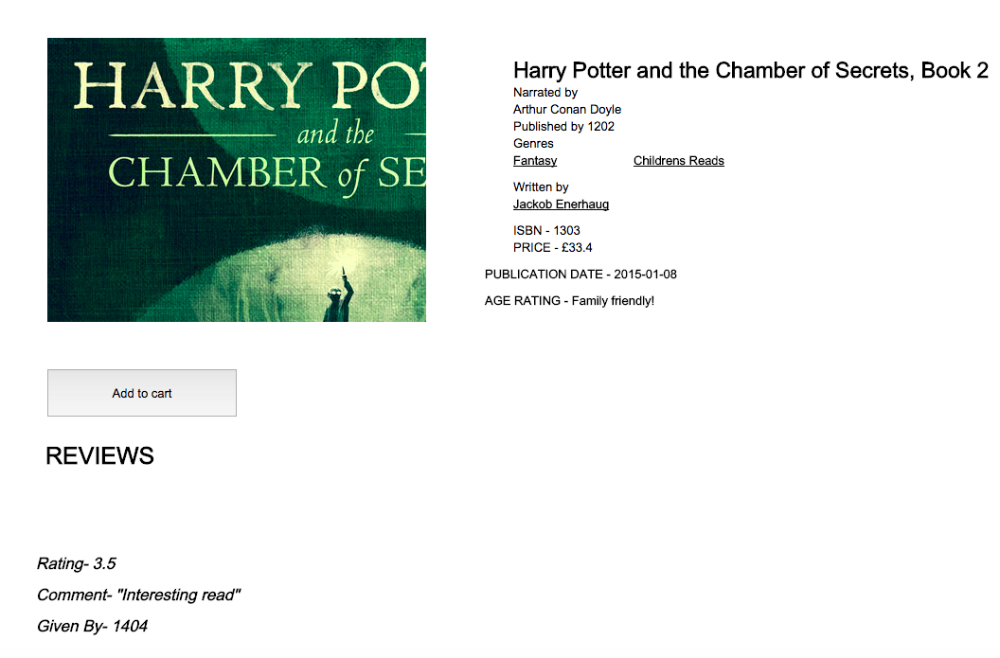 HARRY PO
and the
CHAMBER of SE
Harry Potter and the Chamber of Secrets, Book 2
Narrated by
Arthur Conan Doyle
Published by 1202
Genres
Fantasy Childrens Reads
Written by
Jackob Enerhaug
ISBN - 1303
PRICE - £33.4
PUBLICATION DATE - 2015-01-08
AGE RATING - Family friendly!
Add to cart
REVIEWS
Rating- 3.5
Comment- "Interesting read"
Given By- 1404